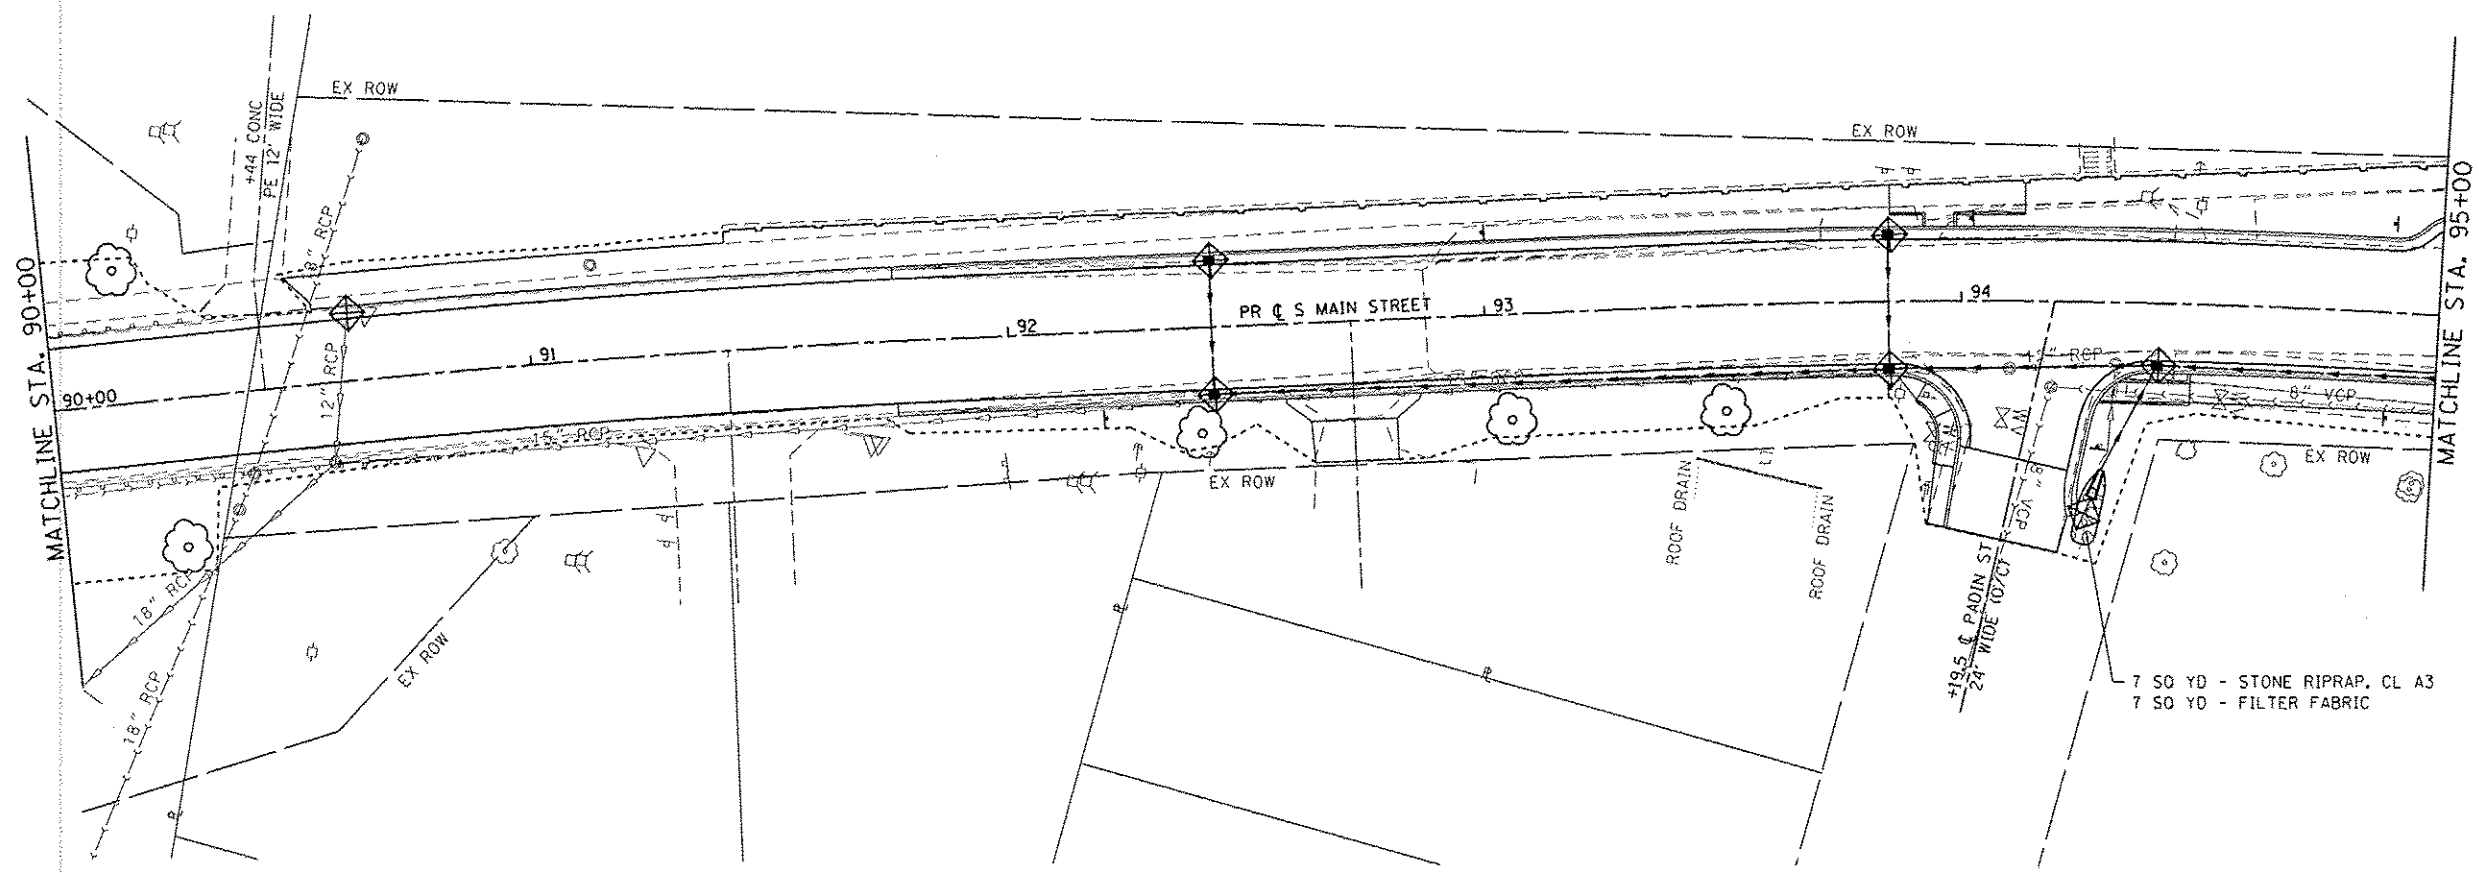 EX ROW
EX ROW
+44 CONC
PE 12' WIDE
18" RCP
MATCHLINE STA. 90+00
MATCHLINE STA. 95+00
90+00
91
92
PR ℄ S MAIN STREET
93
94
12" RCP
15" RCP
12" RCP
8" VCP
8" VCP
EX ROW
EX ROW
EX ROW
18" RCP
18" RCP
ROOF DRAIN
ROOF DRAIN
+19.5 ℄ PADIN ST
24' WIDE (O/C)
7 SQ YD - STONE RIPRAP, CL A3
7 SQ YD - FILTER FABRIC